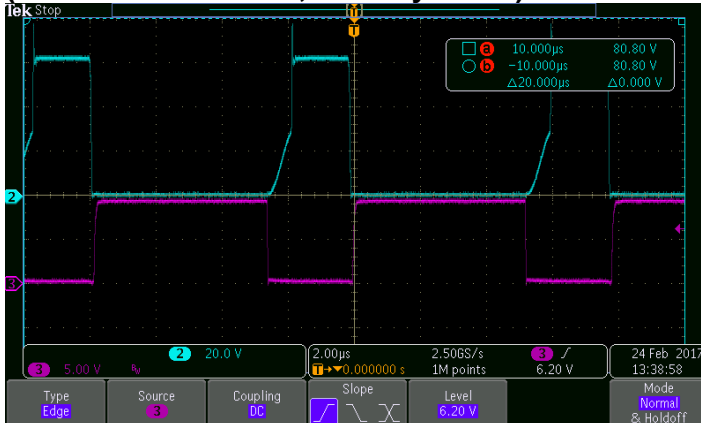 Tek Stop
T
T
a 10.000µs 80.80 V
b −10.000µs 80.80 V
Δ20.000µs Δ0.000 V
2
3
2 20.0 V
3 5.00 V
2.00µs 2.50GS/s 3
T→▼0.000000 s 1M points 6.20 V
24 Feb 2017
13:38:58
Type
Edge
Source
3
Coupling
DC
Slope
Level
6.20 V
Mode
Normal
& Holdoff